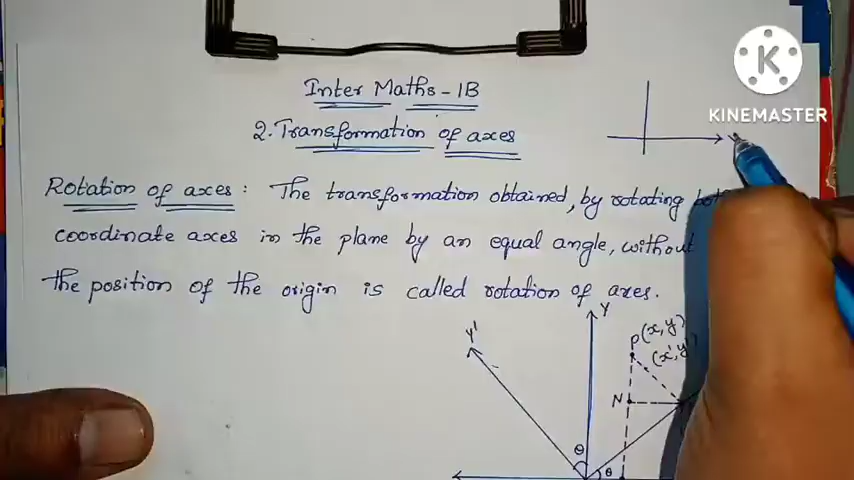 Inter Maths - 1B
2. Transformation of axes
Rotation of axes : The transformation obtained, by rotating
coordinate axes in the plane by an equal angle, without
the position of the origin is called rotation of axes.
Y
Y'
P(x,y)
(x',y'
N
θ
θ
K
KINEMASTER